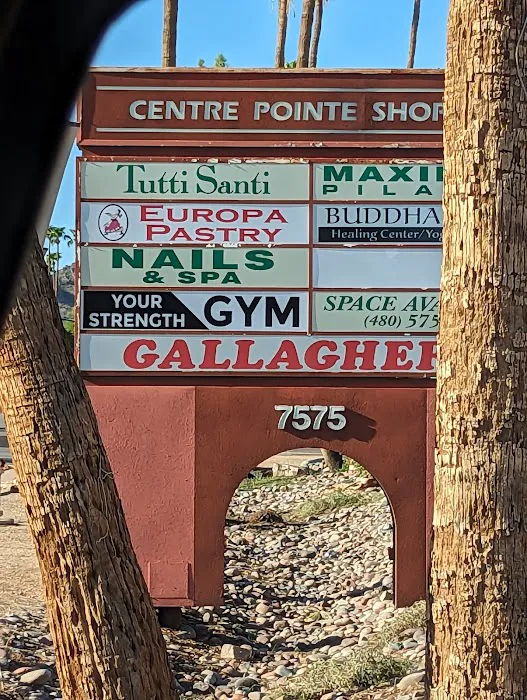 CENTRE POINTE SHOP
Tutti Santi
MAXI
PILA
EUROPA
PASTRY
BUDDHA
Healing Center/Yo
NAILS
& SPA
YOUR
STRENGTH GYM
SPACE AVA
(480) 575
GALLAGHER
7575